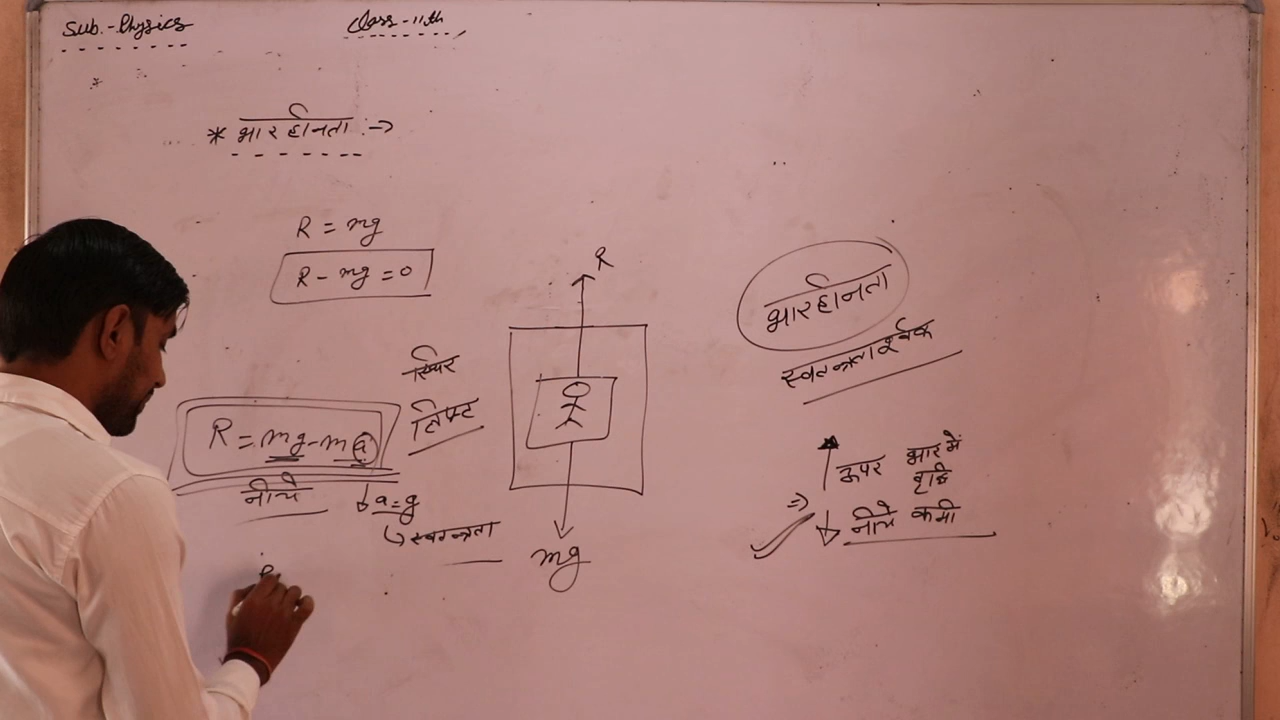 Sub.-Physics
Class-11th
* भारहीनता :→
R = mg
R - mg = 0
R
स्थिर
लिफ्ट
R = mg - ma
नीचे
a = g
स्वतन्त्रता
mg
भारहीनता
स्वतन्त्रतापूर्वक
ऊपर भार में
वृद्धि
⇒
नीचे कमी
R